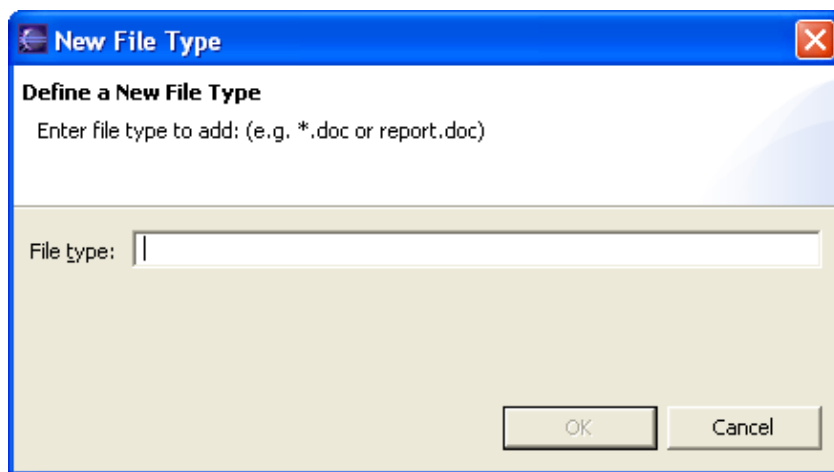 New File Type
Define a New File Type
Enter file type to add: (e.g. *.doc or report.doc)
File type:
OK
Cancel